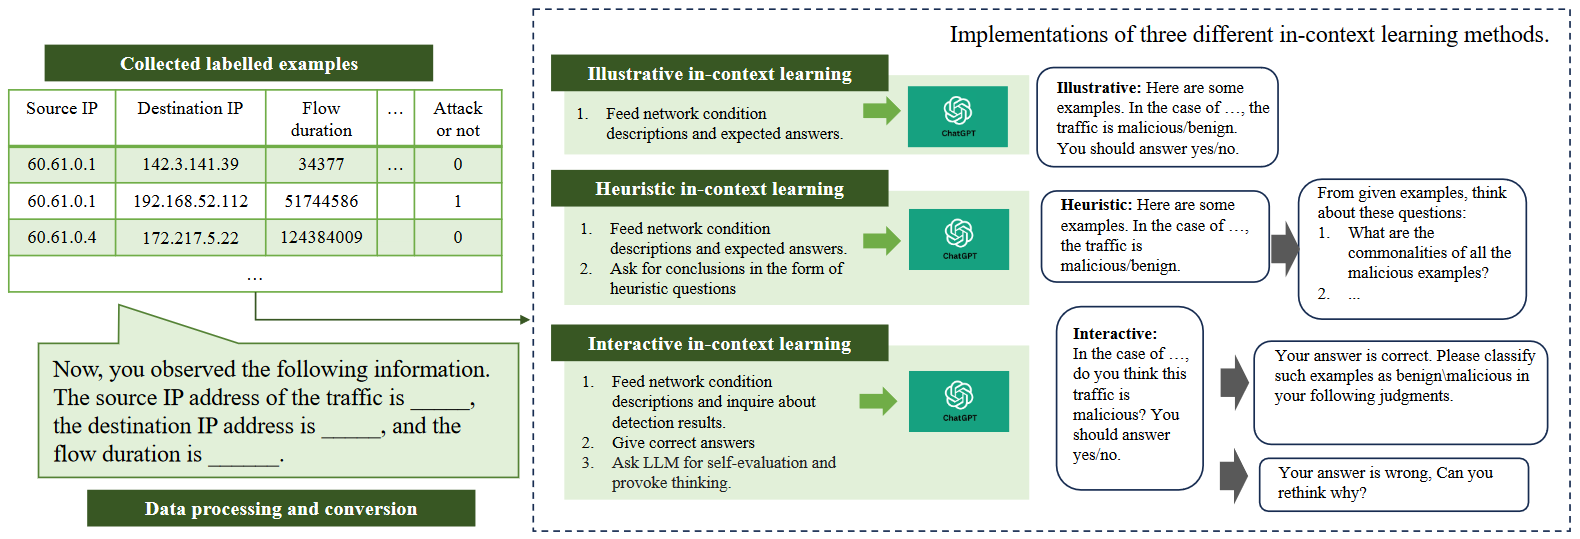 Implementations of three different in-context learning methods.
Collected labelled examples
Source IP Destination IP Flow duration … Attack or not
60.61.0.1 142.3.141.39 34377 … 0
60.61.0.1 192.168.52.112 51744586 1
60.61.0.4 172.217.5.22 124384009 0
…
Now, you observed the following information.
The source IP address of the traffic is _____,
the destination IP address is _____, and the
flow duration is ______.
Data processing and conversion
Illustrative in-context learning
1. Feed network condition
descriptions and expected answers.
ChatGPT
Illustrative: Here are some
examples. In the case of …, the
traffic is malicious/benign.
You should answer yes/no.
Heuristic in-context learning
1. Feed network condition
descriptions and expected answers.
2. Ask for conclusions in the form of
heuristic questions
ChatGPT
Heuristic: Here are some
examples. In the case of …,
the traffic is
malicious/benign.
From given examples, think
about these questions:
1. What are the
commonalities of all the
malicious examples?
2. ...
Interactive in-context learning
1. Feed network condition
descriptions and inquire about
detection results.
2. Give correct answers
3. Ask LLM for self-evaluation and
provoke thinking.
ChatGPT
Interactive:
In the case of …,
do you think this
traffic is
malicious? You
should answer
yes/no.
Your answer is correct. Please classify
such examples as benign\malicious in
your following judgments.
Your answer is wrong, Can you
rethink why?